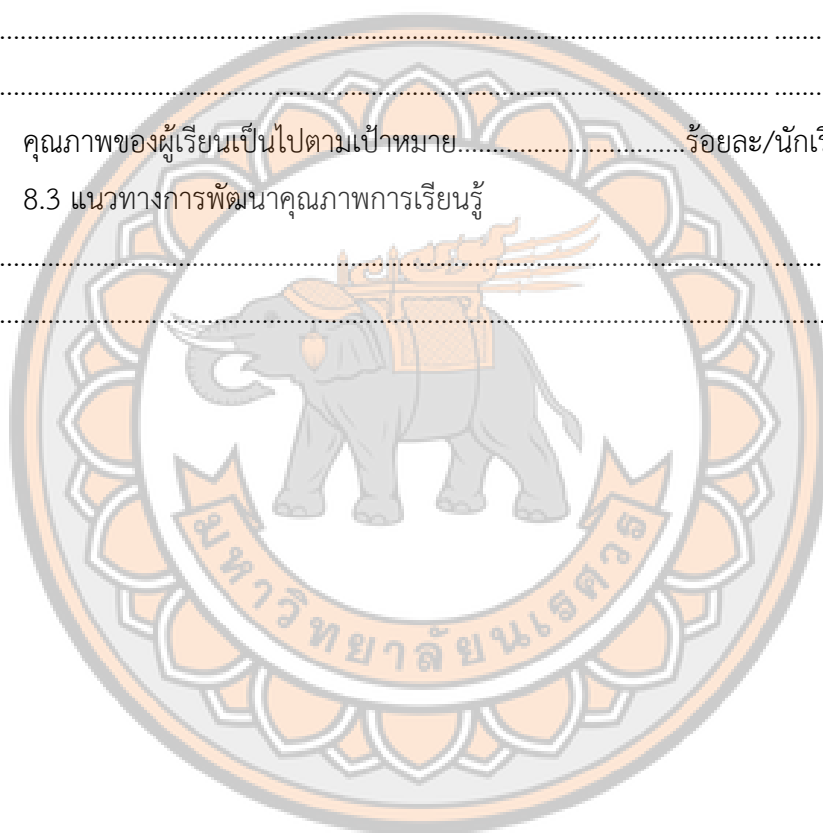 ................................................................................................................
................................................................................................................
คุณภาพของผู้เรียนเป็นไปตามเป้าหมาย..............................ร้อยละ/
8.3 แนวทางการพัฒนาคุณภาพการเรียนรู้
................................................................................................................
................................................................................................................
มหาวิทยาลัยนเรศวร